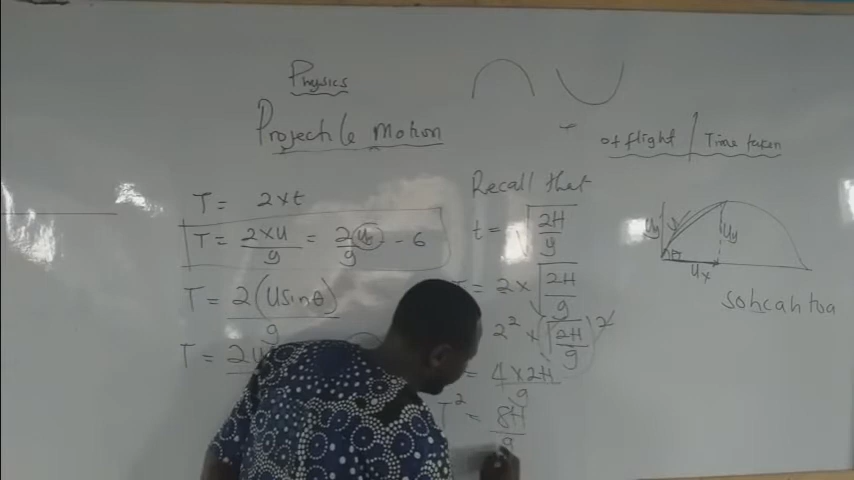 Physics
Projectile motion
of flight / Time taken
T = 2xt
T = 2xu/g = 2uy/g -- 6
T = 2(Usinθ)/g
T = 2U
Recall that
t = √2H/g
= 2x √2H/g
2² x (√2H/g)²
= 4x2H/g
T² = 8H/g
Uy
θ
Ux
Uy
sohcahtoa